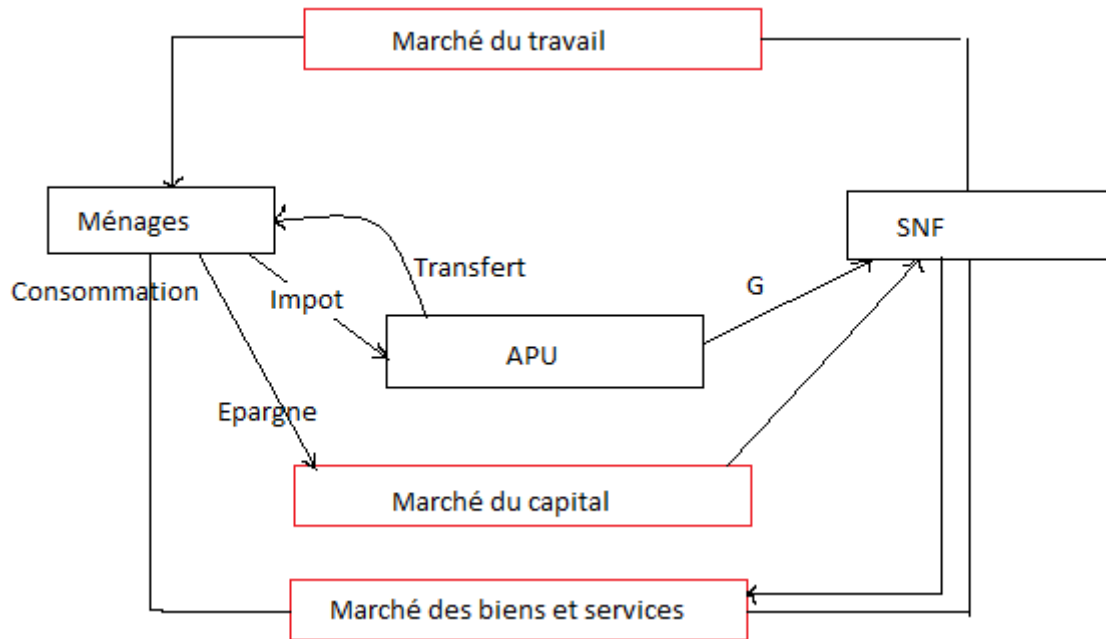 Marché du travail
Ménages
SNF
Transfert
Consommation
Impot
G
APU
Epargne
Marché du capital
Marché des biens et services